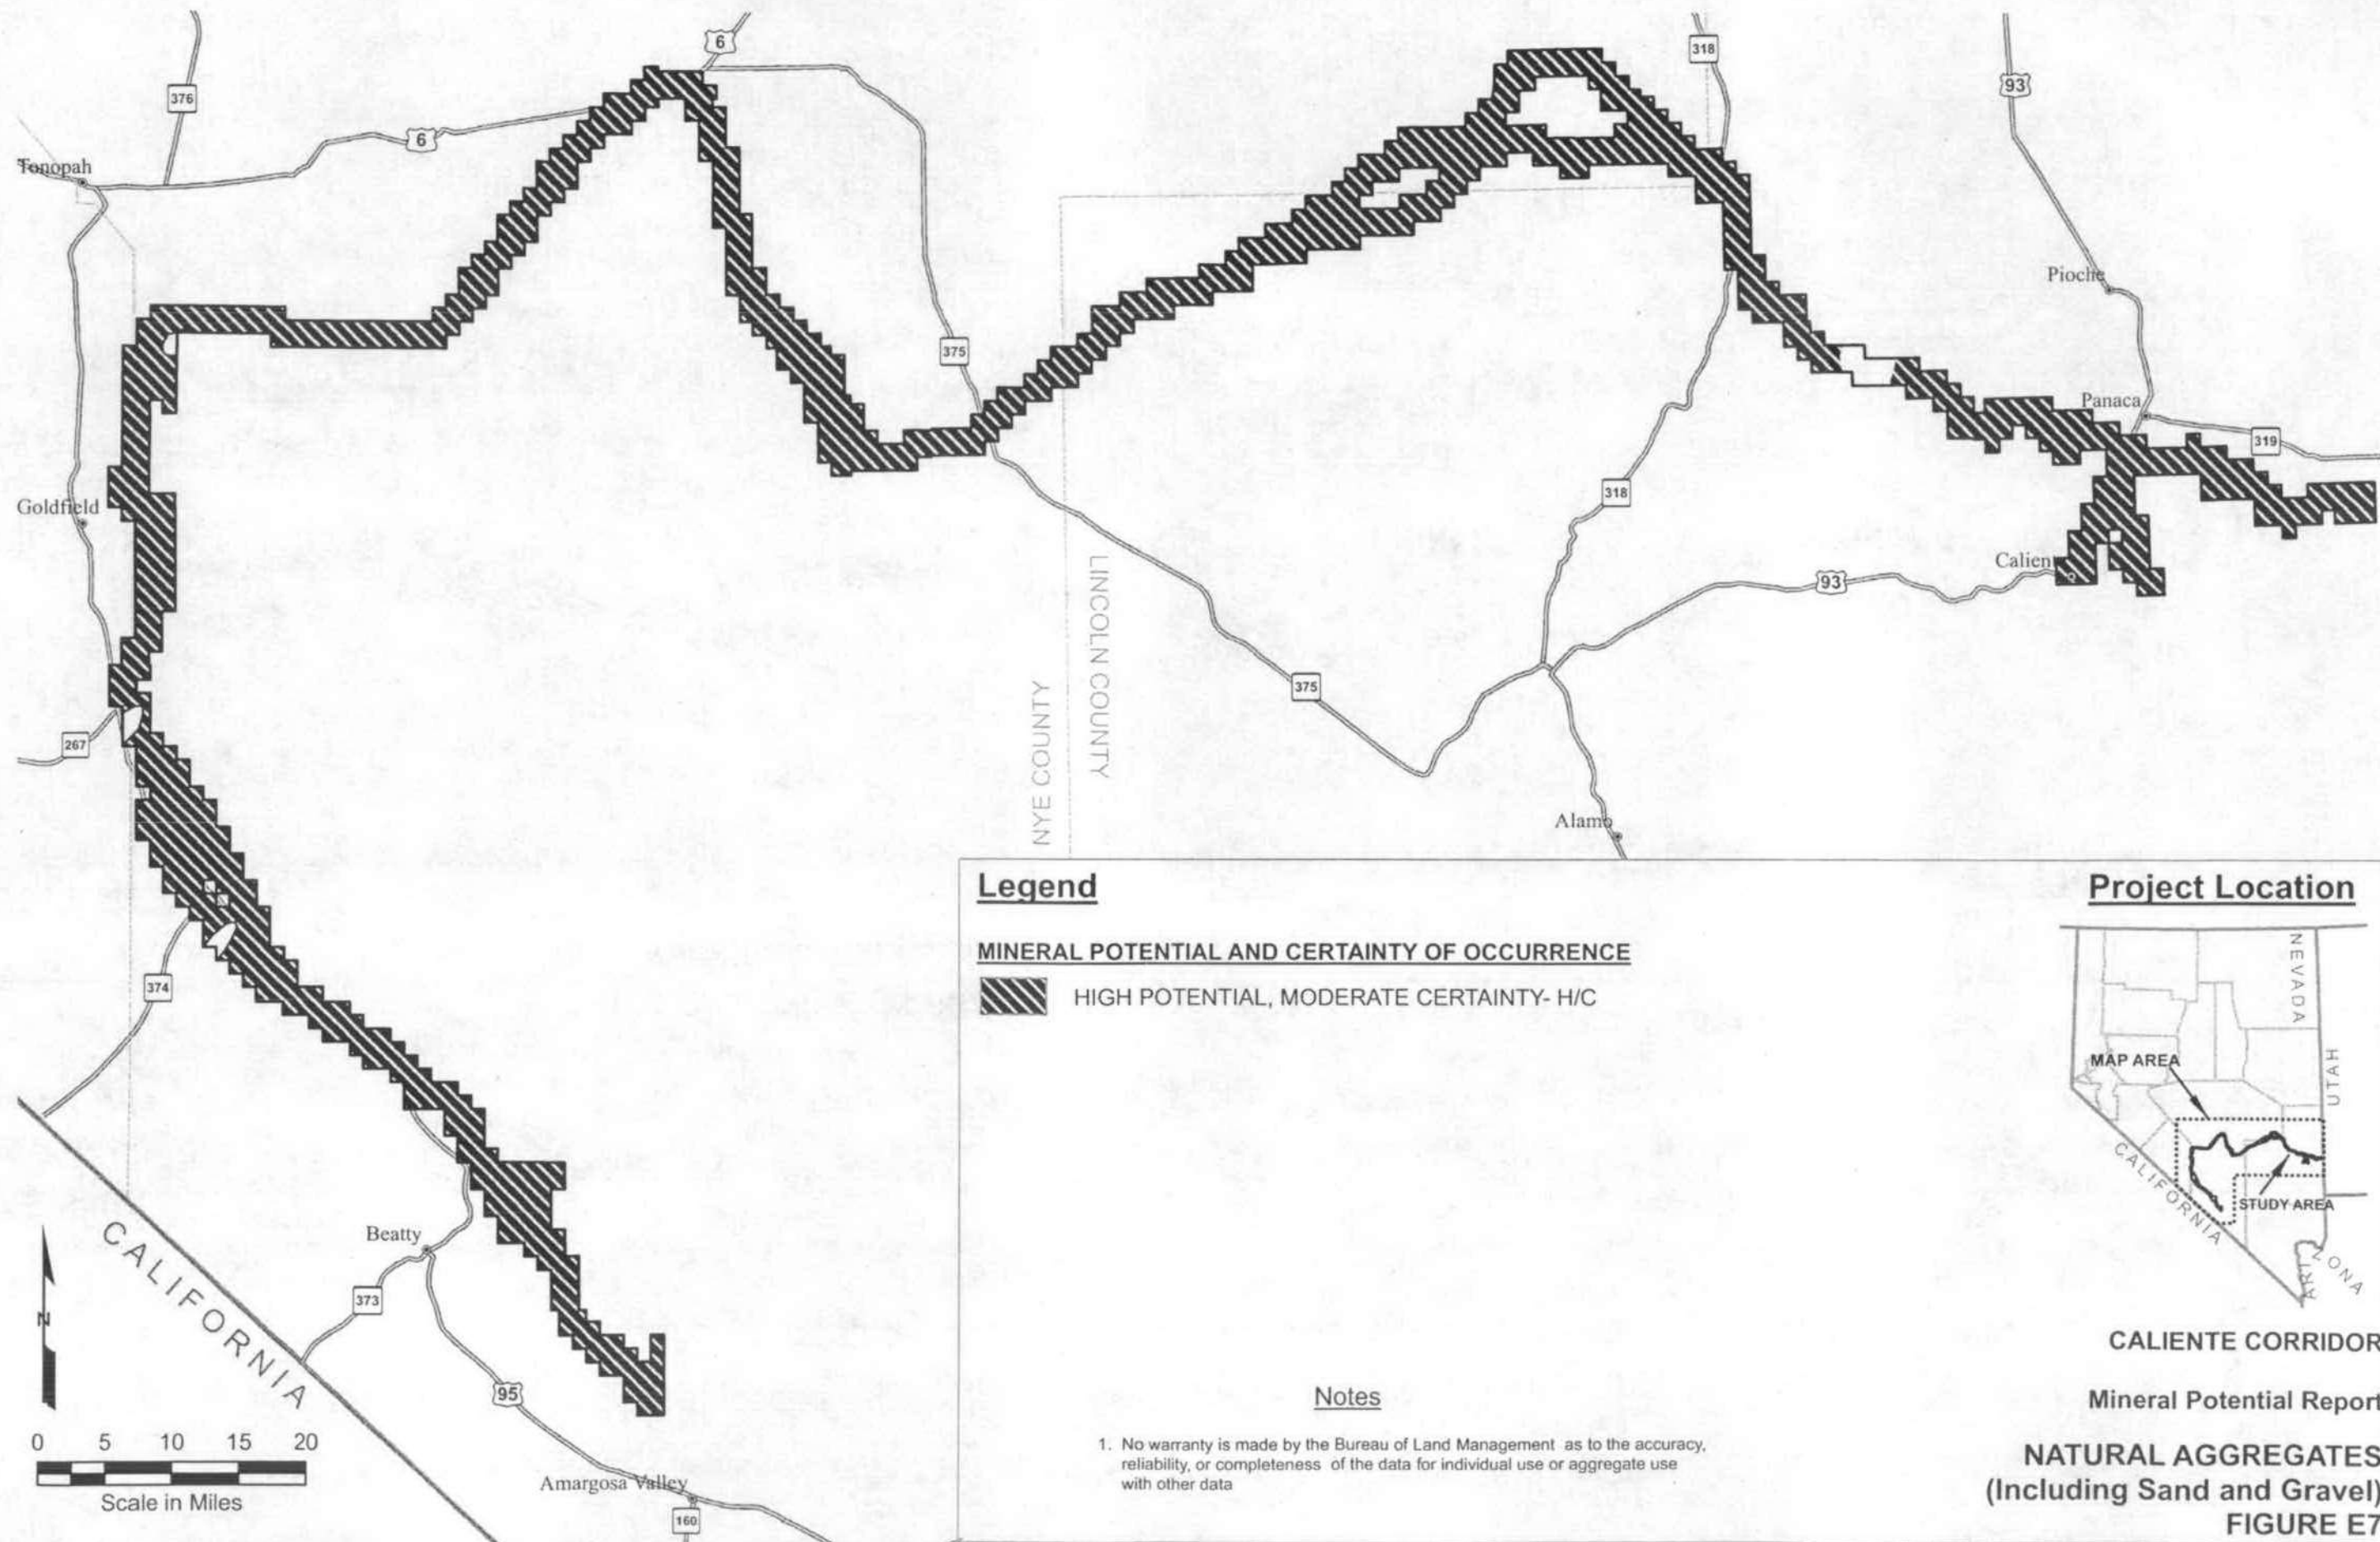 6
318
93
376
6
Tonopah
Pioche
375
Panaca
319
318
Goldfield
Calien
93
LINCOLN COUNTY
NYE COUNTY
375
267
Alamo
374
Legend
MINERAL POTENTIAL AND CERTAINTY OF OCCURRENCE
HIGH POTENTIAL, MODERATE CERTAINTY- H/C
Project Location
NEVADA
UTAH
MAP AREA
CALIFORNIA
STUDY AREA
ARIZONA
Beatty
373
CALIFORNIA
N
95
0 5 10 15 20
Scale in Miles
Amargosa Valley
160
Notes
1. No warranty is made by the Bureau of Land Management as to the accuracy,
reliability, or completeness of the data for individual use or aggregate use
with other data
CALIENTE CORRIDOR
Mineral Potential Report
NATURAL AGGREGATES
(Including Sand and Gravel)
FIGURE E7